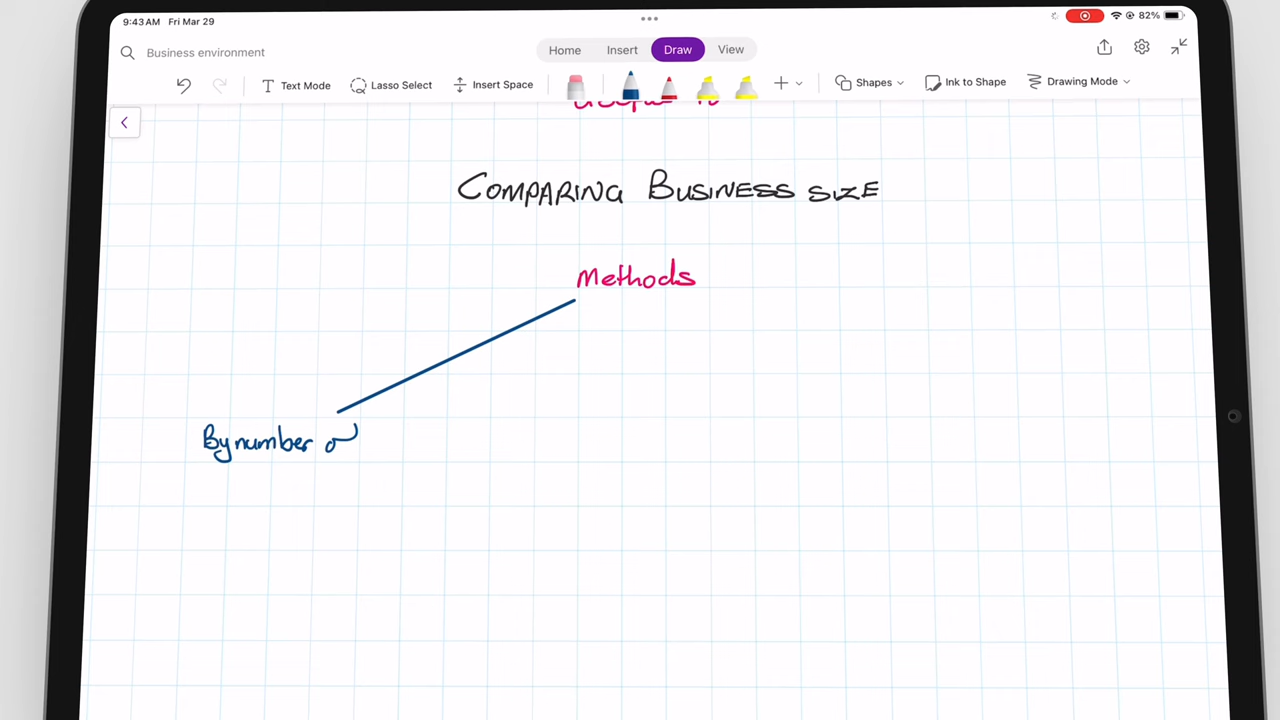 9:43 AM Fri Mar 29
82%
Business environment
Home Insert Draw View
Text Mode Lasso Select Insert Space Shapes Ink to Shape Drawing Mode
COMPARING BUSINESS SIZE
Methods
By number